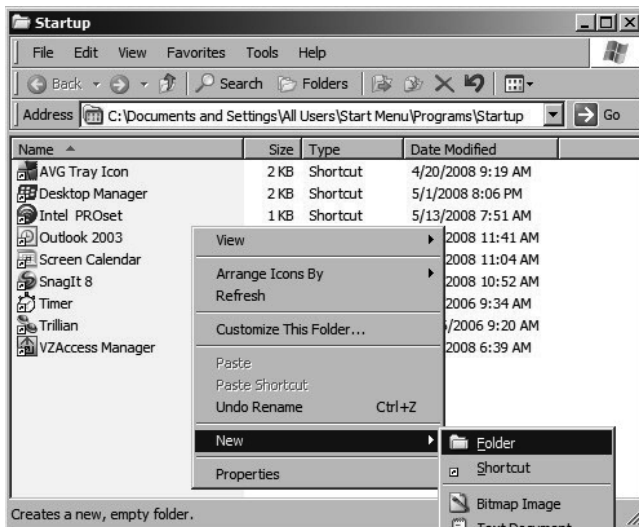 Startup
File Edit View Favorites Tools Help
Back Search Folders
Address C:\Documents and Settings\All Users\Start Menu\Programs\Startup Go
Name Size Type Date Modified
AVG Tray Icon 2 KB Shortcut 4/20/2008 9:19 AM
Desktop Manager 2 KB Shortcut 5/1/2008 8:06 PM
Intel PROset 1 KB Shortcut 5/13/2008 7:51 AM
Outlook 2003 2008 11:41 AM
Screen Calendar 2008 11:04 AM
SnagIt 8 2008 10:52 AM
Timer 2006 9:34 AM
Trillian /2006 9:20 AM
VZAccess Manager 2008 6:39 AM
View
Arrange Icons By
Refresh
Customize This Folder...
Paste
Paste Shortcut
Undo Rename Ctrl+Z
New
Properties
Folder
Shortcut
Bitmap Image
Text Document
Creates a new, empty folder.